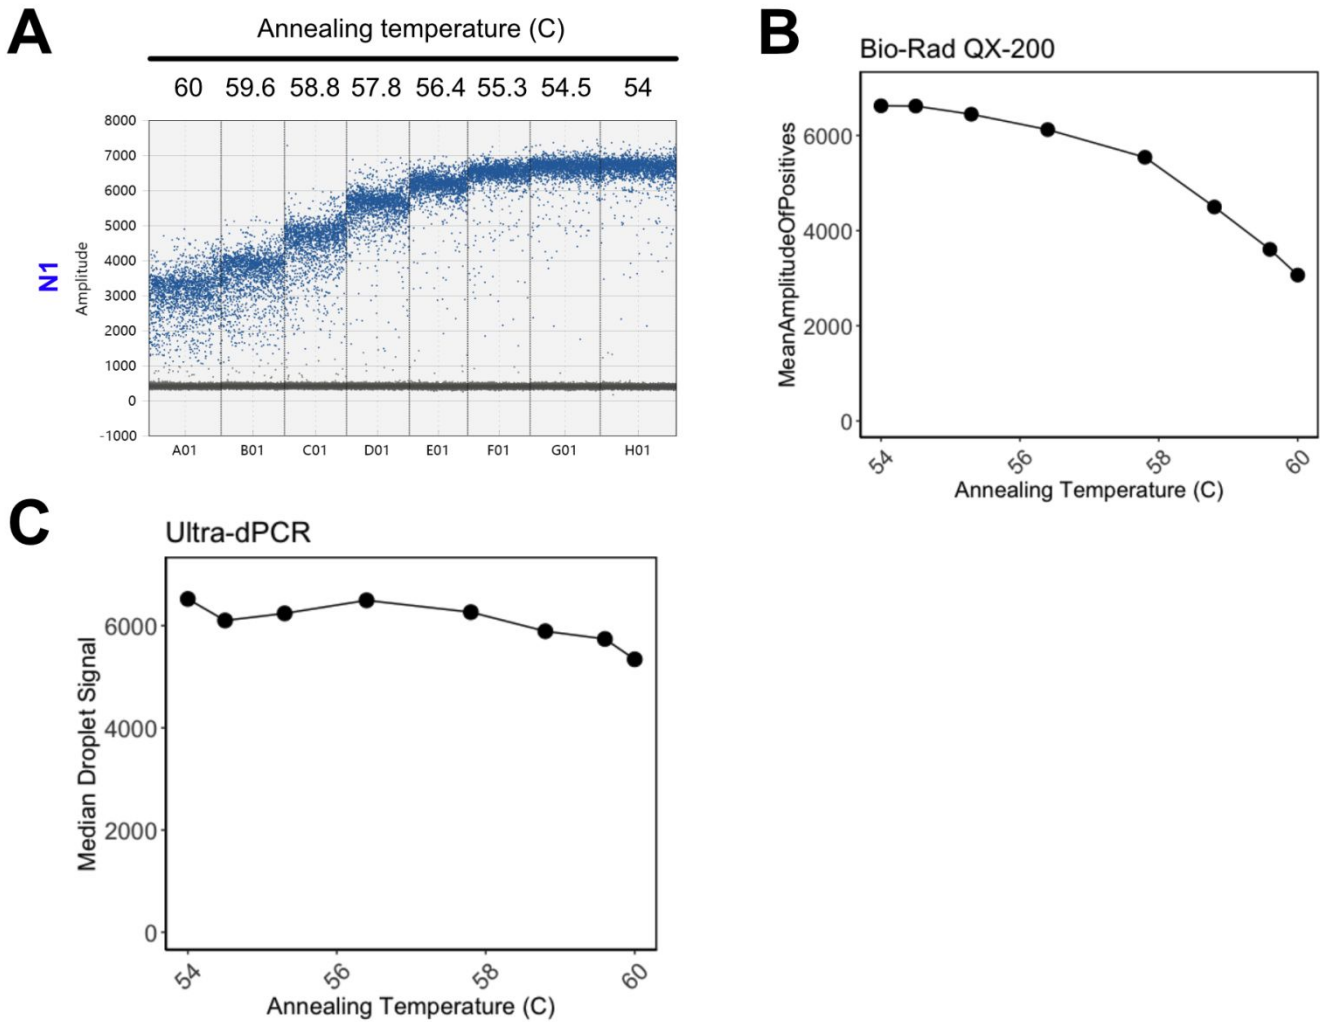 A
Annealing temperature (C)
60 59.6 58.8 57.8 56.4 55.3 54.5 54
N1
Amplitude
8000
7000
6000
5000
4000
3000
2000
1000
0
-1000
A01 B01 C01 D01 E01 F01 G01 H01
B
Bio-Rad QX-200
MeanAmplitudeOfPositives
6000
4000
2000
0
54 56 58 60
Annealing Temperature (C)
C
Ultra-dPCR
Median Droplet Signal
6000
4000
2000
0
54 56 58 60
Annealing Temperature (C)